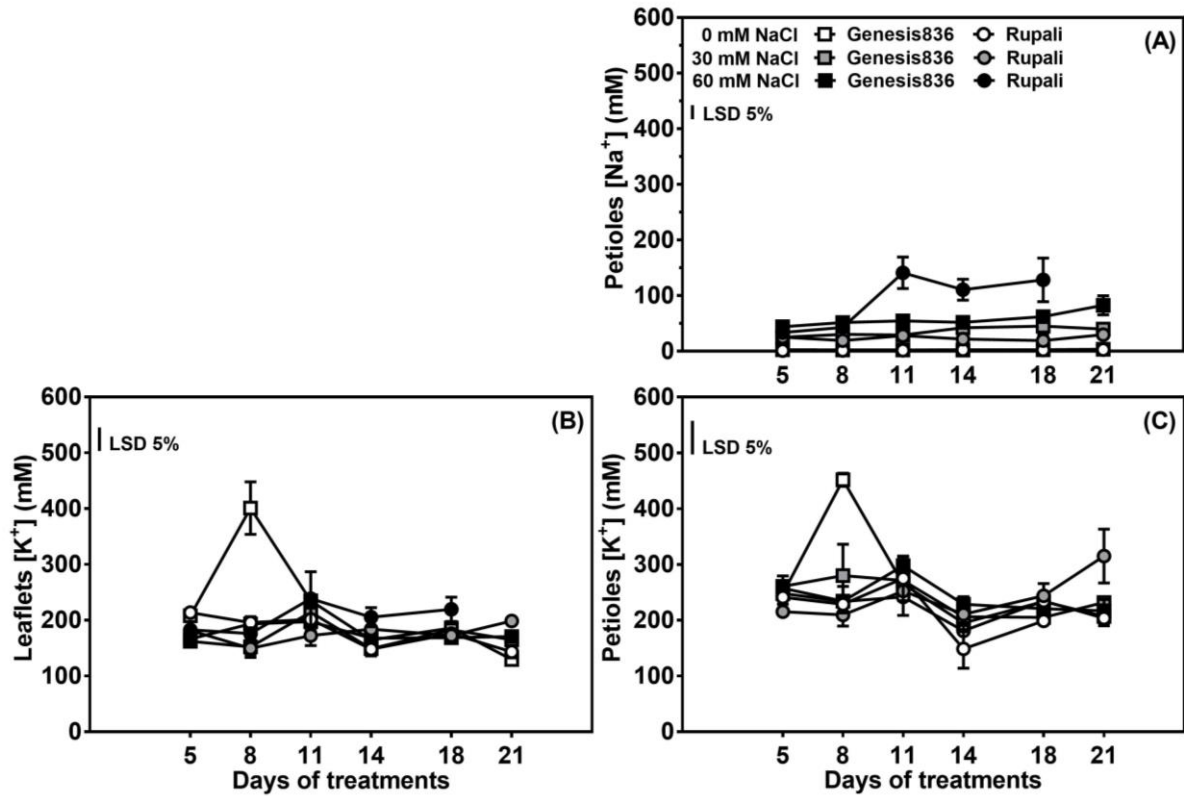 600
500
400
300
200
100
0
Petioles [Na⁺] (mM)
0 mM NaCl Genesis836 Rupali
30 mM NaCl Genesis836 Rupali
60 mM NaCl Genesis836 Rupali
(A)
LSD 5%
5 8 11 14 18 21
600
500
400
300
200
100
0
Leaflets [K⁺] (mM)
(B)
LSD 5%
5 8 11 14 18 21
Days of treatments
600
500
400
300
200
100
0
Petioles [K⁺] (mM)
(C)
LSD 5%
5 8 11 14 18 21
Days of treatments